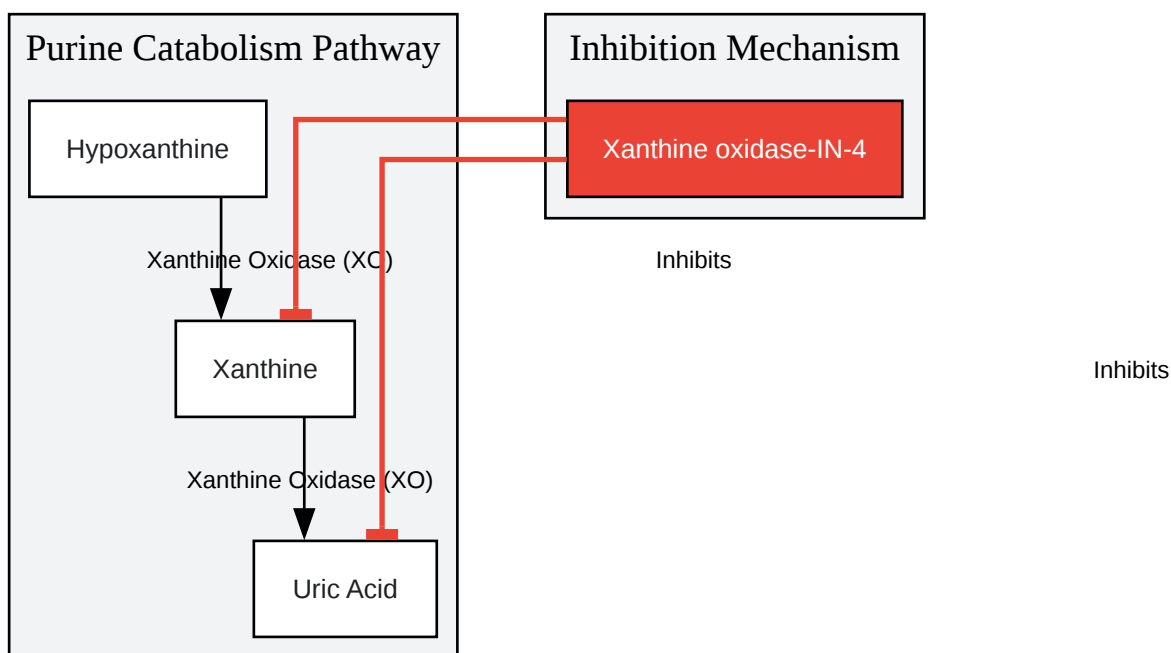 Purine Catabolism Pathway
Inhibition Mechanism
Hypoxanthine
Xanthine oxidase-IN-4
Xanthine Oxidase (XO)
Inhibits
Xanthine
Inhibits
Xanthine Oxidase (XO)
Uric Acid